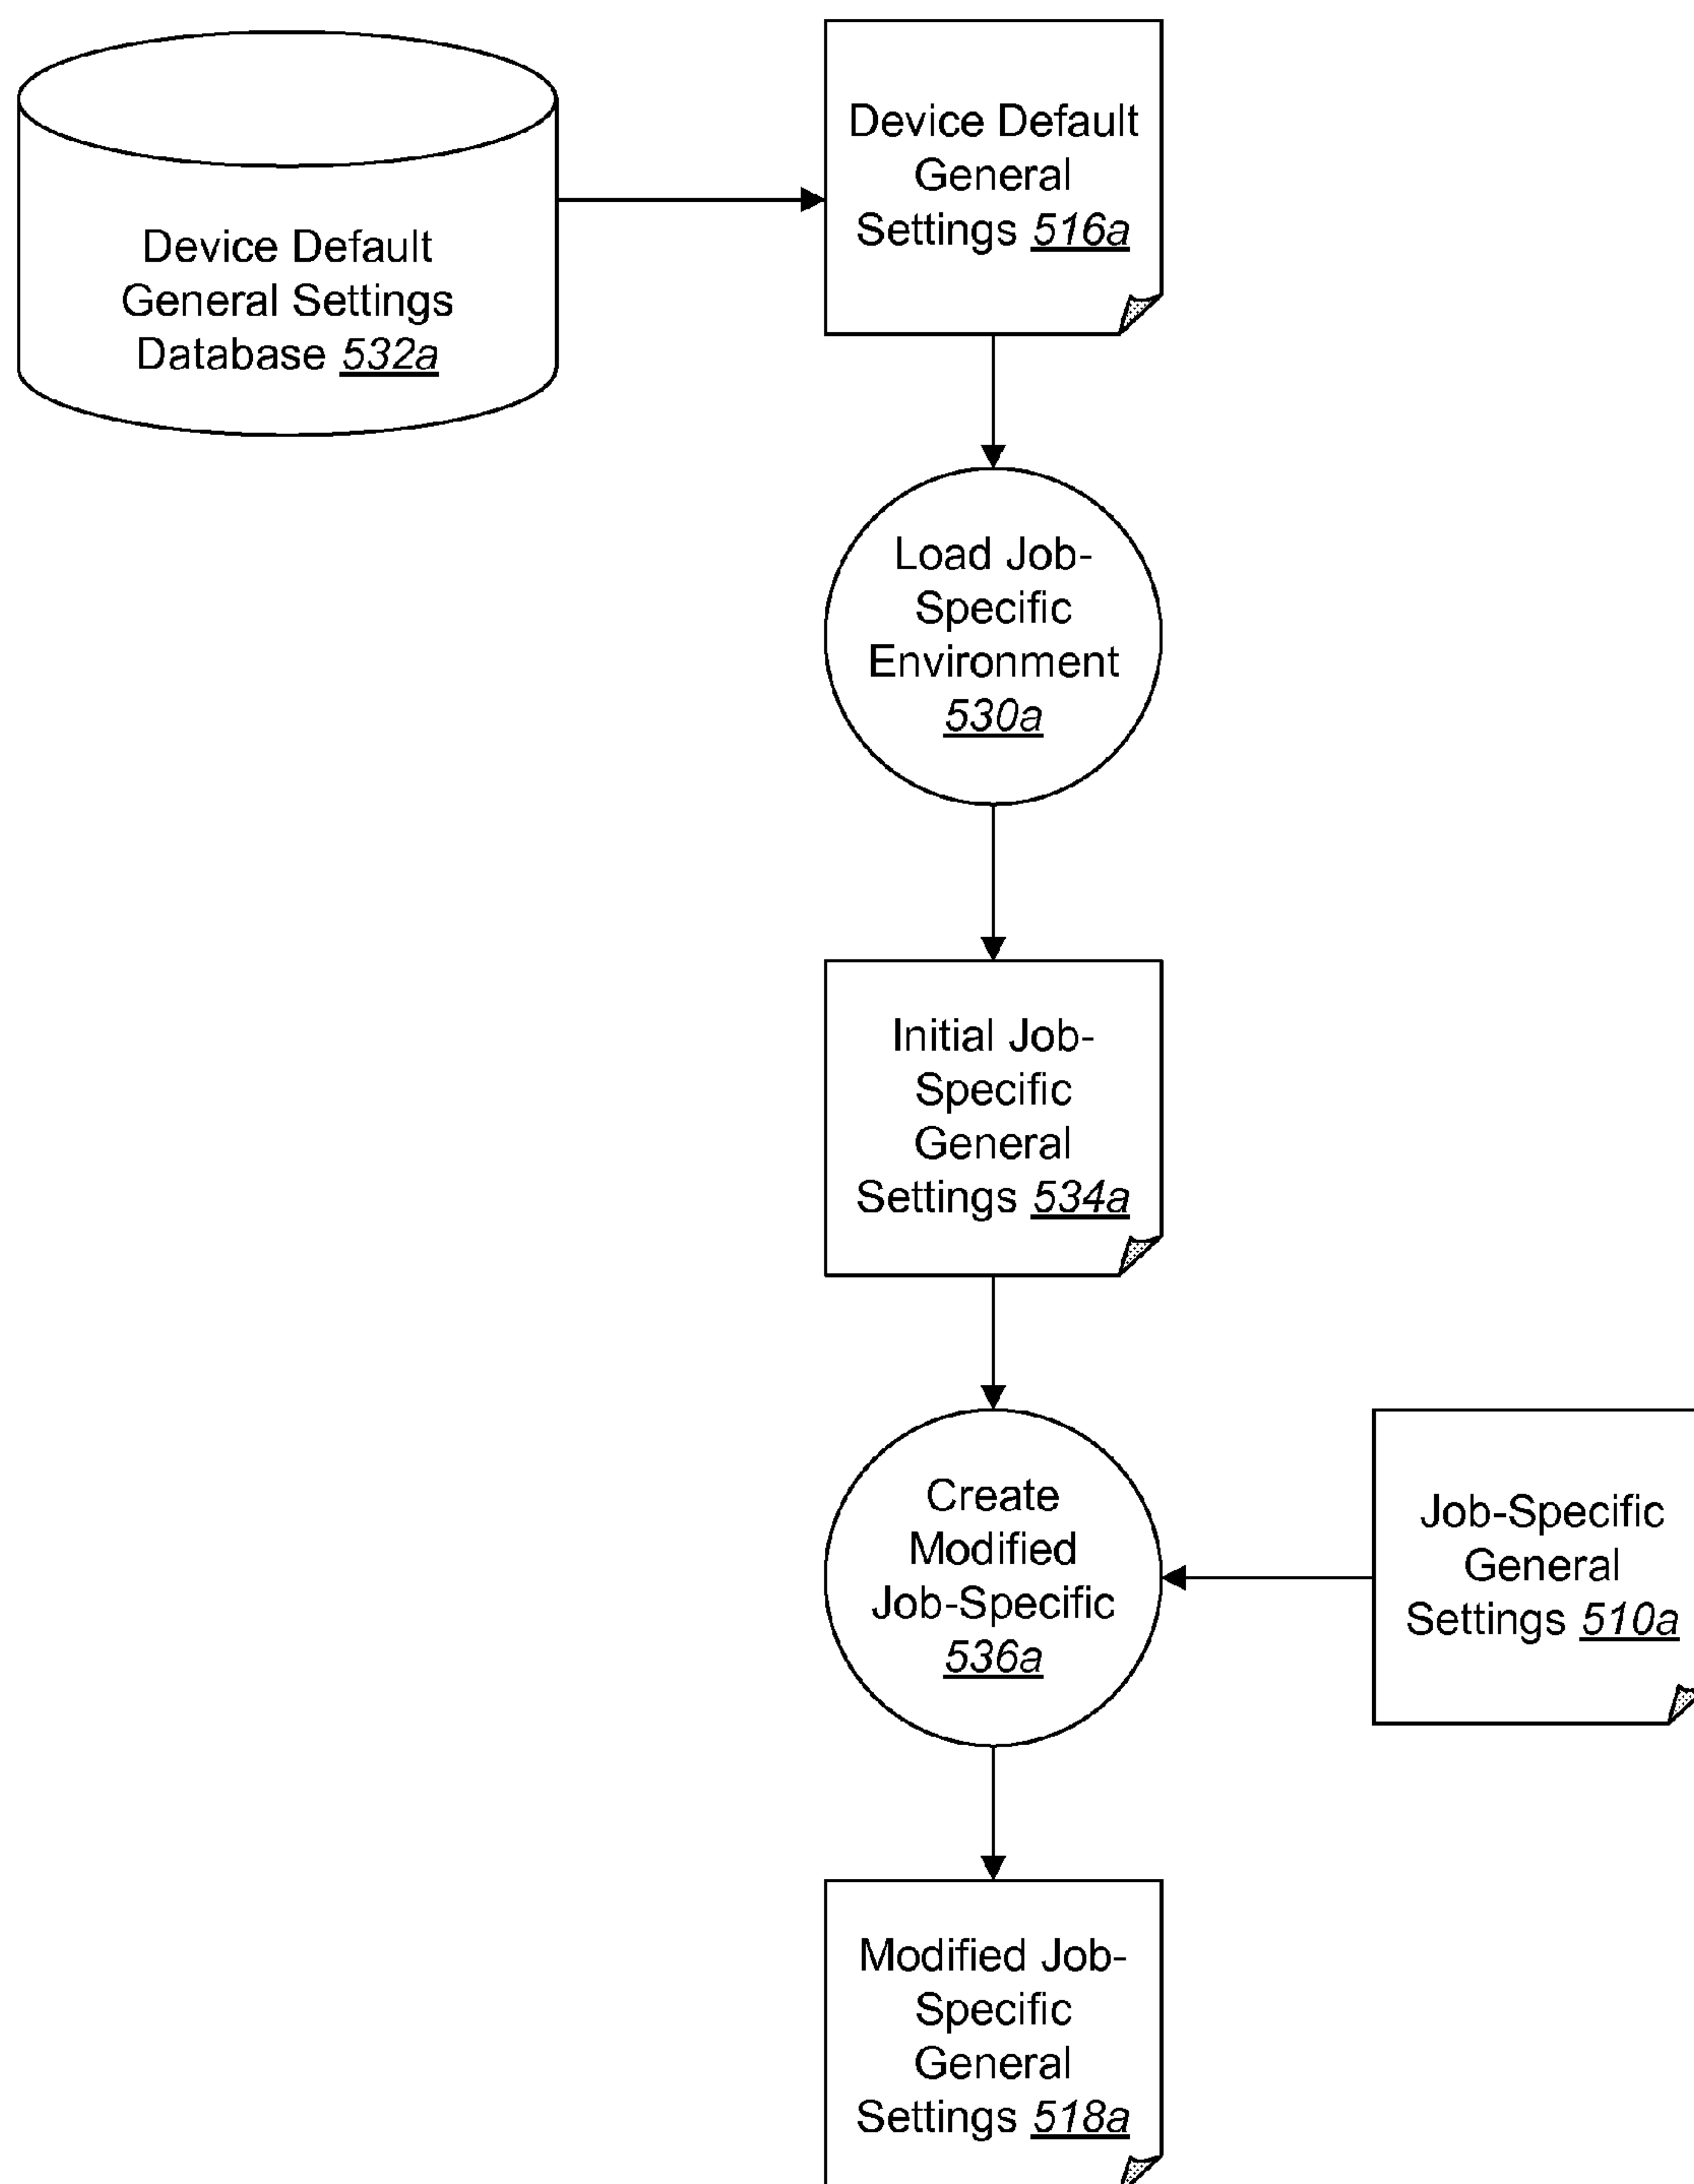 Device Default
General Settings
Database 532a
Device Default
General
Settings 516a
Load Job-
Specific
Environment
530a
Initial Job-
Specific
General
Settings 534a
Create
Modified
Job-Specific
536a
Job-Specific
General
Settings 510a
Modified Job-
Specific
General
Settings 518a